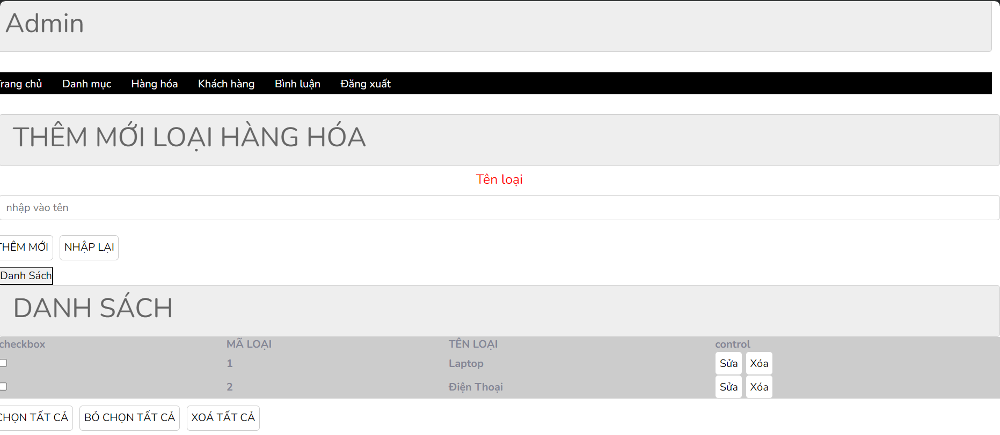 Admin
Trang chủ Danh mục Hàng hóa Khách hàng Bình luận Đăng xuất
THÊM MỚI LOẠI HÀNG HÓA
Tên loại
nhập vào tên
THÊM MỚI NHẬP LẠI
Danh Sách
DANH SÁCH
checkbox MÃ LOẠI TÊN LOẠI control
1 Laptop Sửa Xóa
2 Điện Thoại Sửa Xóa
CHỌN TẤT CẢ BỎ CHỌN TẤT CẢ XOÁ TẤT CẢ